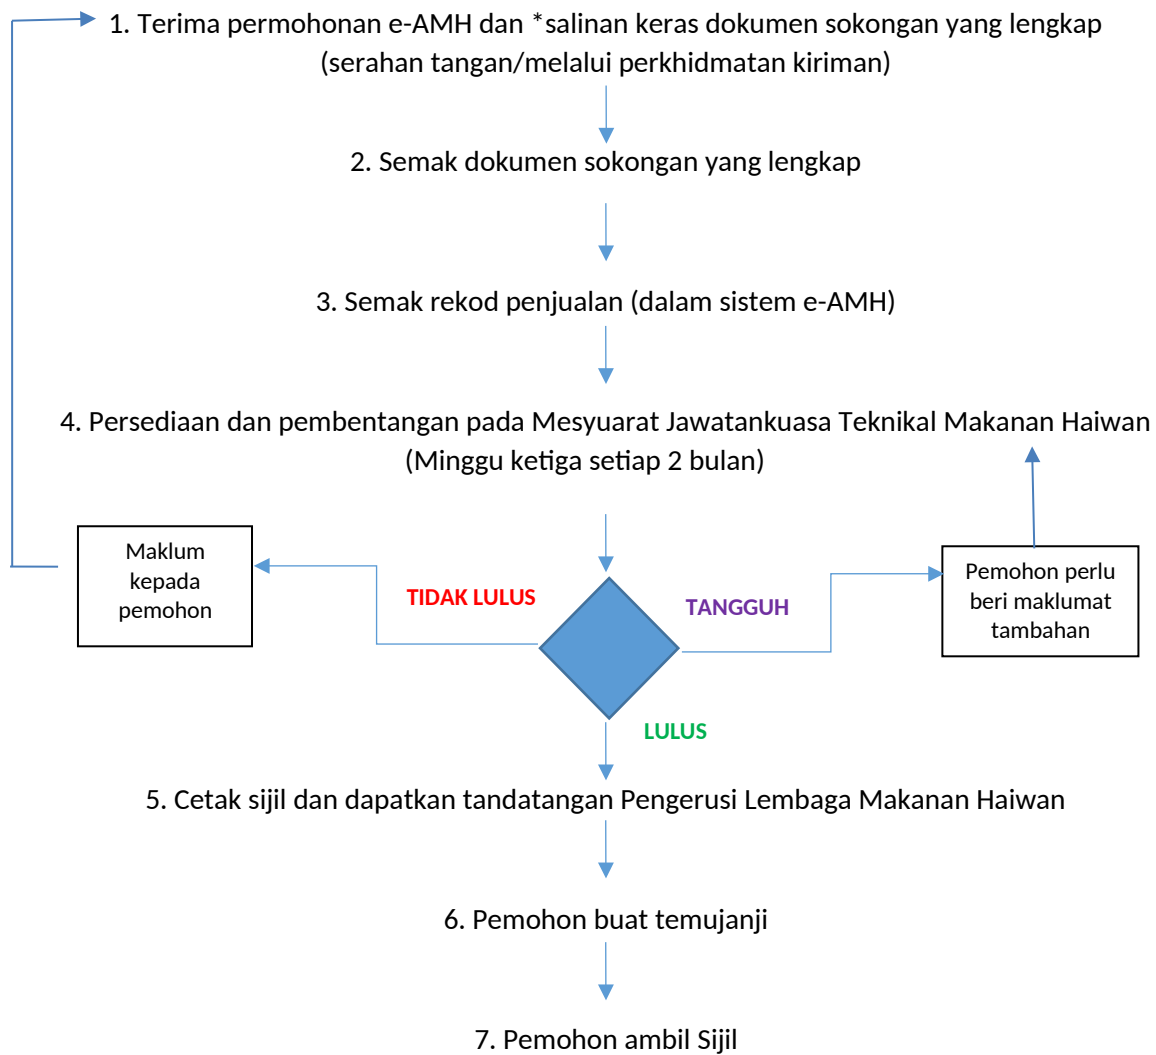 1. Terima permohonan e-AMH dan *salinan keras dokumen sokongan yang lengkap
(serahan tangan/melalui perkhidmatan kiriman)
2. Semak dokumen sokongan yang lengkap
3. Semak rekod penjualan (dalam sistem e-AMH)
4. Persediaan dan pembentangan pada Mesyuarat Jawatankuasa Teknikal Makanan Haiwan
(Minggu ketiga setiap 2 bulan)
Maklum
kepada
pemohon
TIDAK LULUS
TANGGUH
Pemohon perlu
beri maklumat
tambahan
LULUS
5. Cetak sijil dan dapatkan tandatangan Pengerusi Lembaga Makanan Haiwan
6. Pemohon buat temujanji
7. Pemohon ambil Sijil